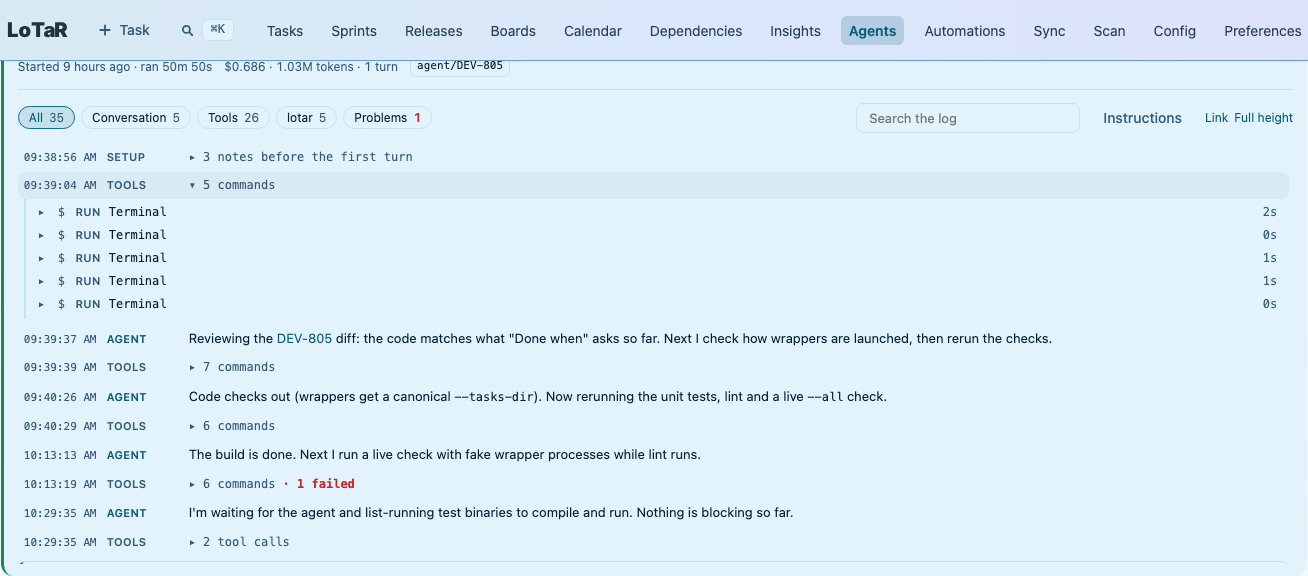 LoTaR + Task ⌘K Tasks Sprints Releases Boards Calendar Dependencies Insights Agents Automations Sync Scan Config Preferences
Started 9 hours ago · ran 50m 50s $0.686 · 1.03M tokens · 1 turn agent/DEV-805
All 35 Conversation 5 Tools 26 lotar 5 Problems 1 Search the log Instructions Link Full height
09:38:56 AM SETUP ▸ 3 notes before the first turn
09:39:04 AM TOOLS ▾ 5 commands
▸ $ RUN Terminal 2s
▸ $ RUN Terminal 0s
▸ $ RUN Terminal 1s
▸ $ RUN Terminal 1s
▸ $ RUN Terminal 0s
09:39:37 AM AGENT Reviewing the DEV-805 diff: the code matches what "Done when" asks so far. Next I check how wrappers are launched, then rerun the checks.
09:39:39 AM TOOLS ▸ 7 commands
09:40:26 AM AGENT Code checks out (wrappers get a canonical --tasks-dir). Now rerunning the unit tests, lint and a live --all check.
09:40:29 AM TOOLS ▸ 6 commands
10:13:13 AM AGENT The build is done. Next I run a live check with fake wrapper processes while lint runs.
10:13:19 AM TOOLS ▸ 6 commands · 1 failed
10:29:35 AM AGENT I'm waiting for the agent and list-running test binaries to compile and run. Nothing is blocking so far.
10:29:35 AM TOOLS ▸ 2 tool calls